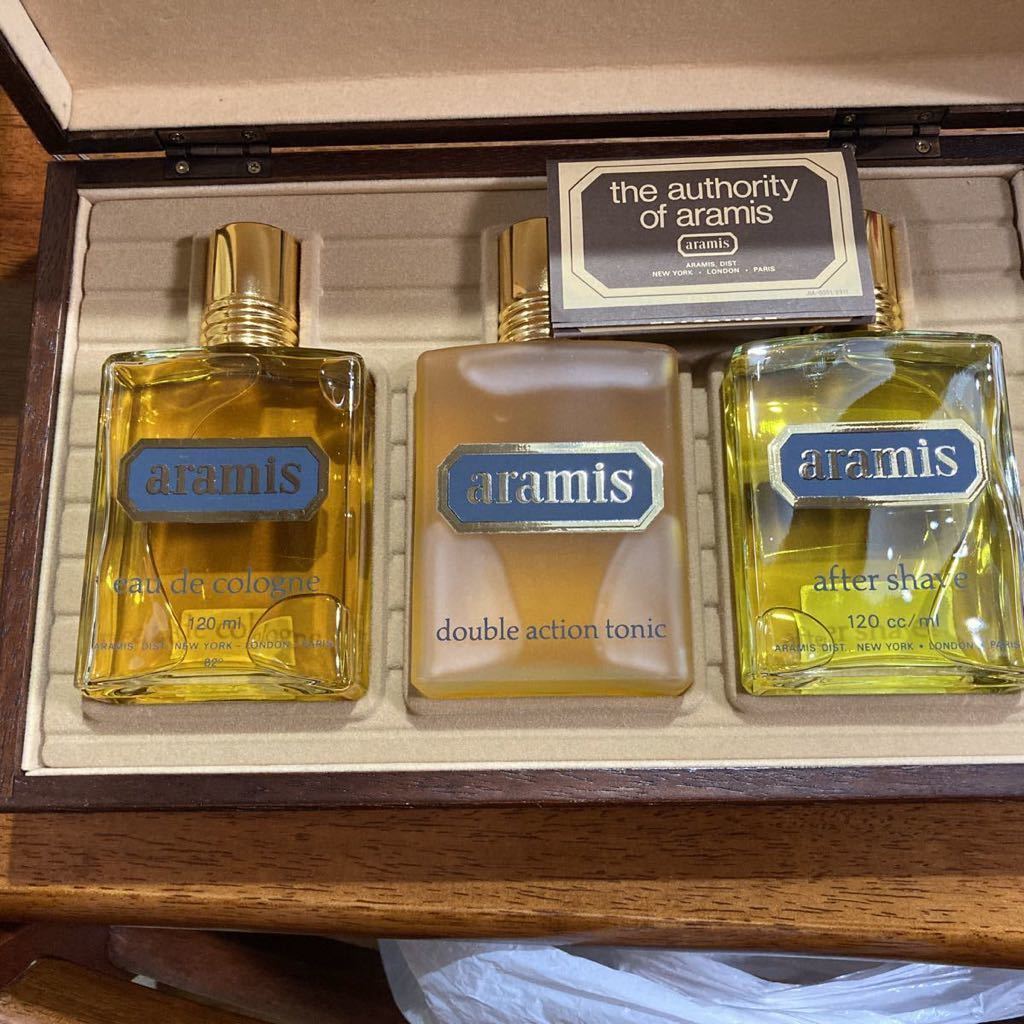 the authority
of aramis
aramis
ARAMIS, DIST.
NEW YORK • LONDON • PARIS
aramis
eau de cologne
120 ml
ARAMIS DIST. NEW YORK - LONDON - PARIS
82°
aramis
double action tonic
aramis
after shave
120 cc/ml
ARAMIS DIST. NEW YORK • LONDON • PARIS